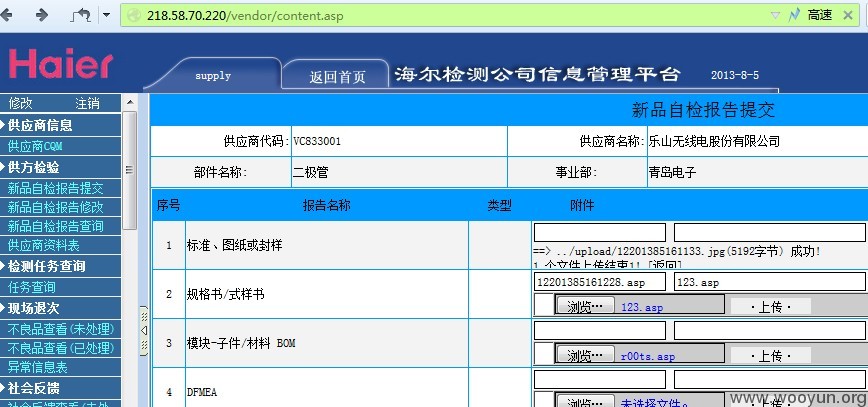 218.58.70.220/vendor/content.asp
高速
Haier
supply
返回首页
海尔检测公司信息管理平台
2013-8-5
修改 注销
供应商信息
供应商CQM
供方检验
新品自检报告提交
新品自检报告修改
新品自检报告查询
供应商资料表
检测任务查询
任务查询
现场退次
不良品查看(未处理)
不良品查看(已处理)
异常信息表
社会反馈
新品自检报告提交
供应商代码: VC833001 供应商名称: 乐山无线电股份有限公司
部件名称: 二极管 事业部: 青岛电子
序号 报告名称 类型 附件
1 标准、图纸或封样
==> ../upload/12201385161133.jpg(5192字节) 成功!
1 个文件上传结束!! [返回]
2 规格书/式样书
12201385161228.asp 123.asp
浏览… 123.asp ·上传·
3 模块-子件/材料 BOM
浏览… r00ts.asp ·上传·
4 DFMEA
浏览… 未选择文件。 ·上传·
www.wooyun.org